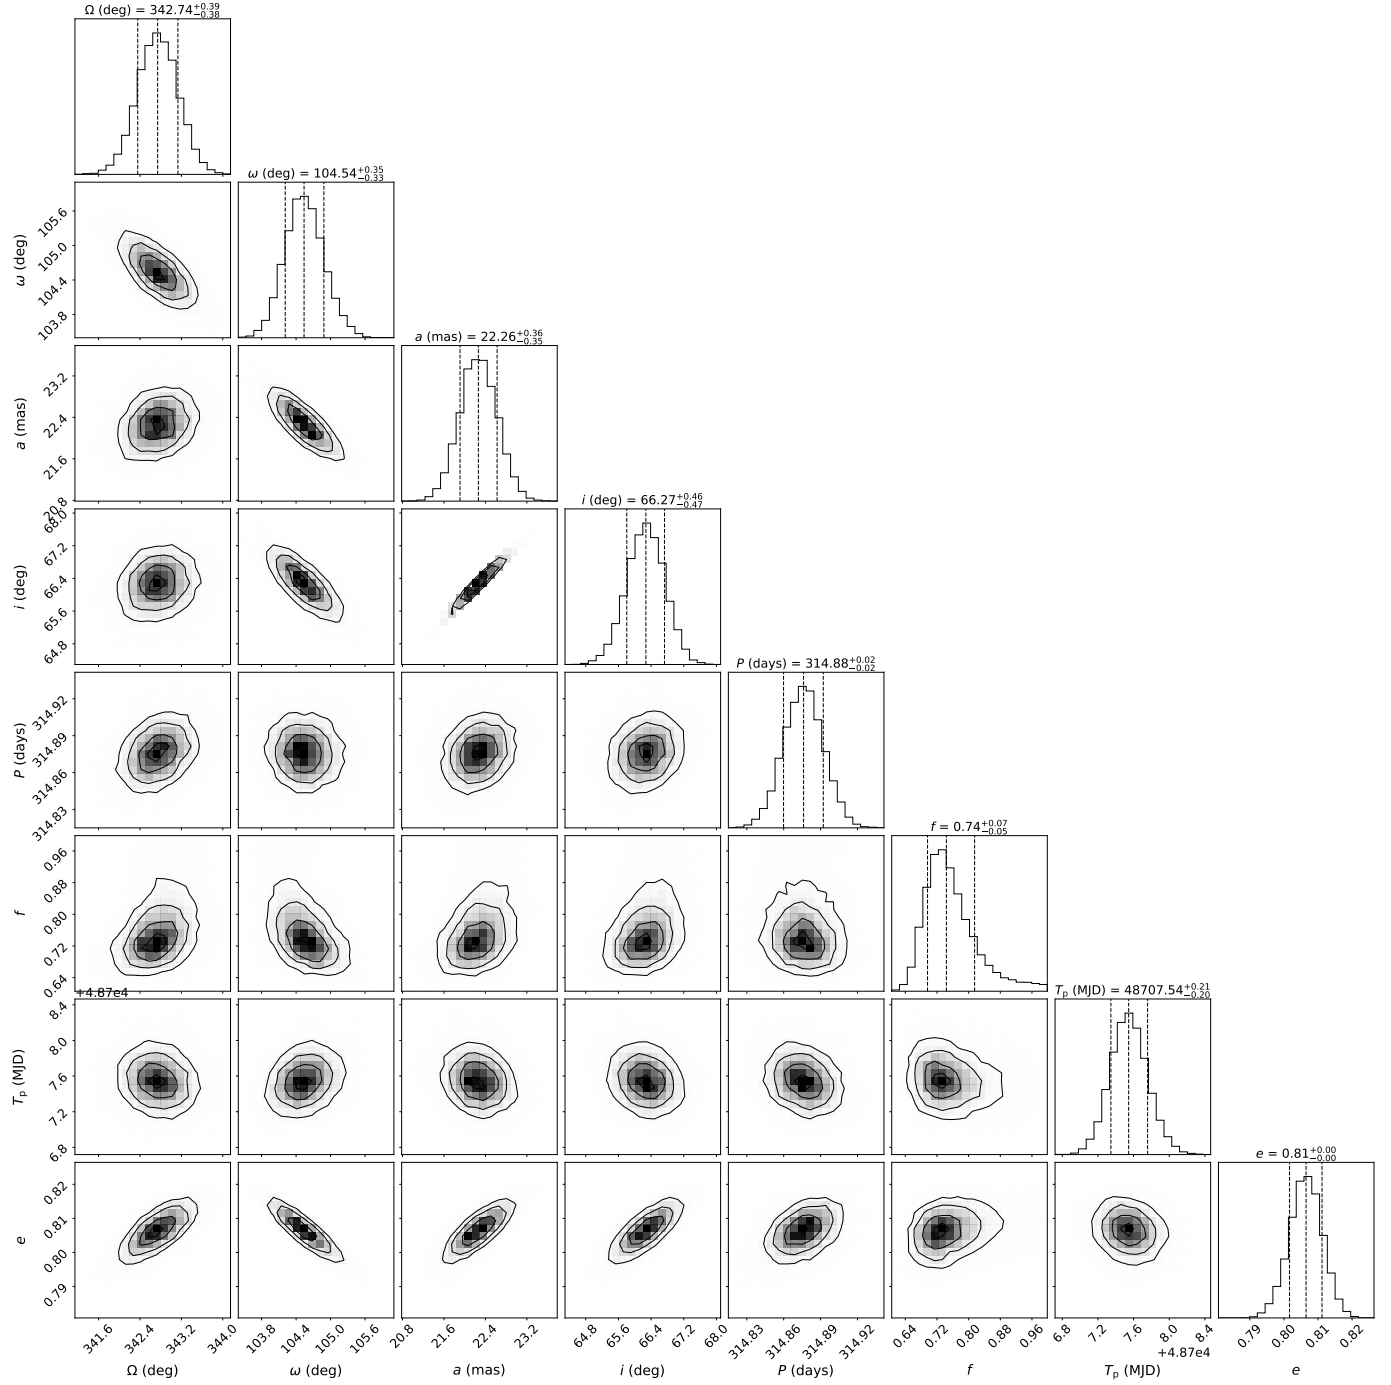 Ω (deg) = 342.74 +0.39 −0.38
ω (deg) = 104.54 +0.35 −0.33
a (mas) = 22.26 +0.36 −0.35
i (deg) = 66.27 +0.46 −0.47
P (days) = 314.88 +0.02 −0.02
f = 0.74 +0.07 −0.05
Tp (MJD) = 48707.54 +0.21 −0.20
e = 0.81 +0.00 −0.00
ω (deg)
105.6
105.0
104.4
103.8
a (mas)
23.2
22.4
21.6
20.8
i (deg)
68.0
67.2
66.4
65.6
64.8
P (days)
314.92
314.89
314.86
314.83
f
0.96
0.88
0.80
0.72
0.64
+4.87e4
Tp (MJD)
8.4
8.0
7.6
7.2
6.8
e
0.82
0.81
0.80
0.79
341.6 342.4 343.2 344.0
Ω (deg)
103.8 104.4 105.0 105.6
ω (deg)
20.8 21.6 22.4 23.2
a (mas)
64.8 65.6 66.4 67.2 68.0
i (deg)
314.83 314.86 314.89 314.92
P (days)
0.64 0.72 0.80 0.88 0.96
f
6.8 7.2 7.6 8.0 8.4
+4.87e4
Tp (MJD)
0.79 0.80 0.81 0.82
e